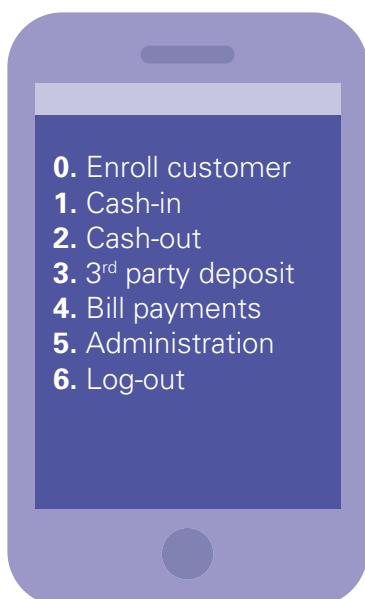 0. Enroll customer
1. Cash-in
2. Cash-out
3. 3rd party deposit
4. Bill payments
5. Administration
6. Log-out